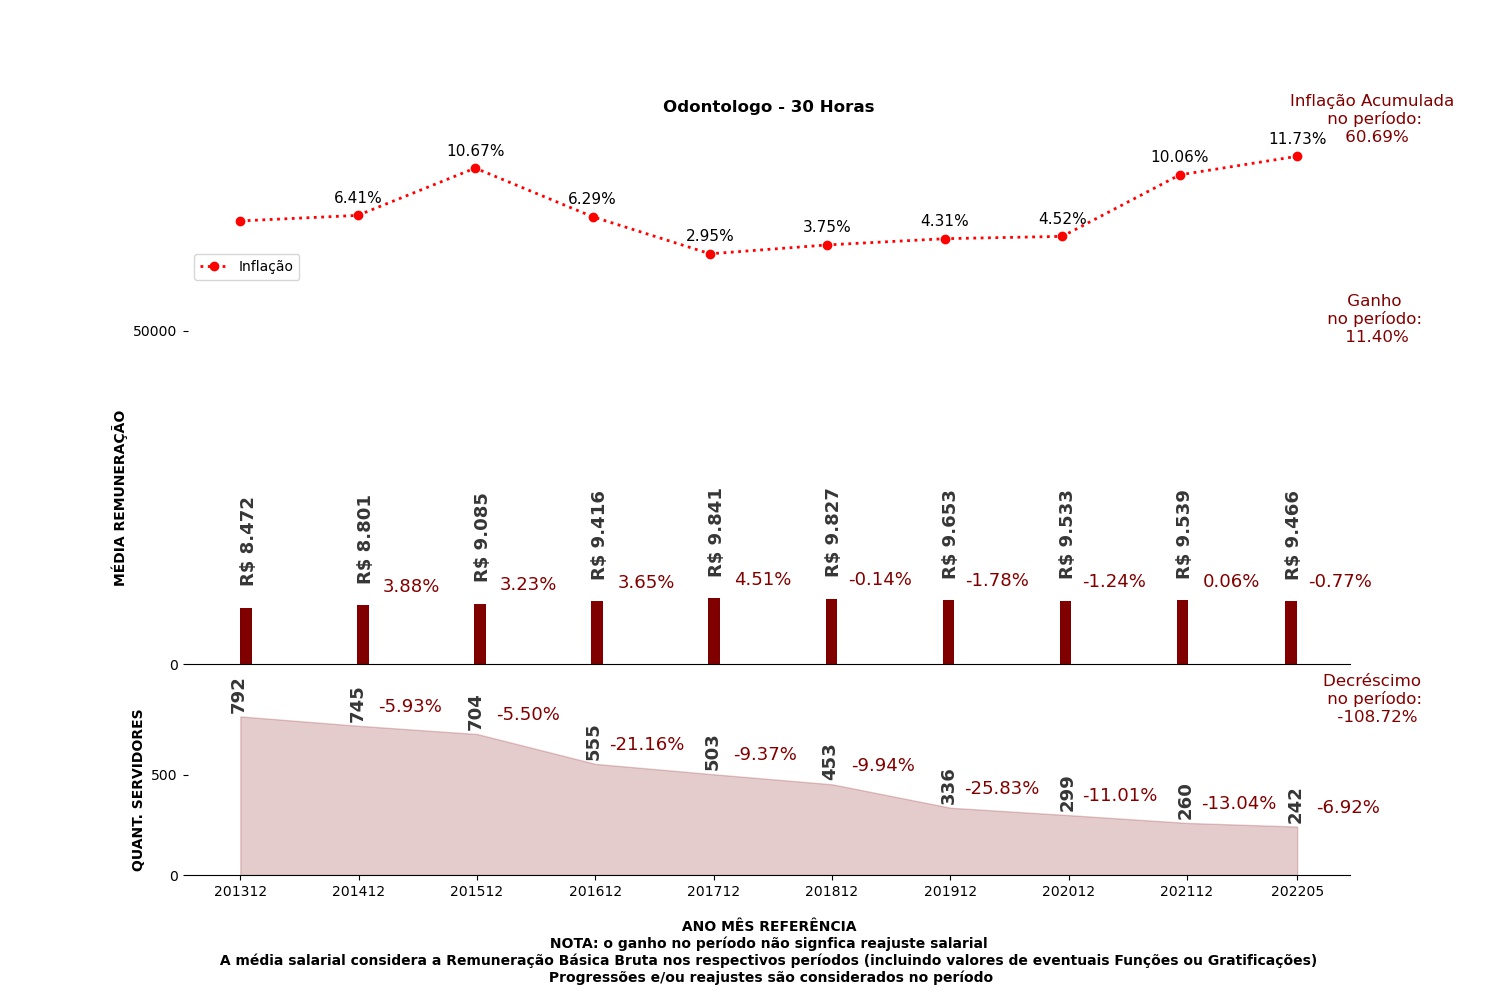 Odontologo - 30 Horas
Inflação Acumulada
no período:
60.69%
6.41%
10.67%
6.29%
2.95%
3.75%
4.31%
4.52%
10.06%
11.73%
Inflação
Ganho
no período:
11.40%
50000
MÉDIA REMUNERAÇÃO
R$ 8.472
R$ 8.801
R$ 9.085
R$ 9.416
R$ 9.841
R$ 9.827
R$ 9.653
R$ 9.533
R$ 9.539
R$ 9.466
3.88%
3.23%
3.65%
4.51%
-0.14%
-1.78%
-1.24%
0.06%
-0.77%
0
Decréscimo
no período:
-108.72%
QUANT. SERVIDORES
792
745
704
555
503
453
336
299
260
242
-5.93%
-5.50%
-21.16%
-9.37%
-9.94%
-25.83%
-11.01%
-13.04%
-6.92%
500
0
201312
201412
201512
201612
201712
201812
201912
202012
202112
202205
ANO MÊS REFERÊNCIA
NOTA: o ganho no período não signfica reajuste salarial
A média salarial considera a Remuneração Básica Bruta nos respectivos períodos (incluindo valores de eventuais Funções ou Gratificações)
Progressões e/ou reajustes são considerados no período